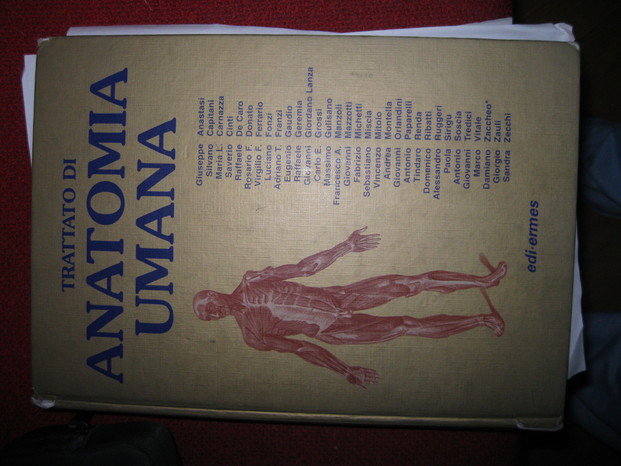 TRATTATO DI
ANATOMIA
UMANA
Giuseppe Anastasi
Silvano Capitani
Maria L. Carnazza
Saverio Cinti
Raffaele De Caro
Rosario F. Donato
Virgilio F. Ferrario
Luciano Fonzi
Adriano T. Franzi
Eugenio Gaudio
Raffaele Geremia
Giovanni Giordano Lanza
Carlo E. Grossi
Massimo Gulisano
Francesco A. Manzoli
Giovanni Mazzotti
Fabrizio Michetti
Sebastiano Miscia
Vincenzo Mitolo
Andrea Montella
Giovanni Orlandini
Antonio Paparelli
Tindaro Renda
Domenico Ribatti
Alessandro Ruggeri
Paola Sirigu
Antonio Soscia
Giovanni Tredici
Marco Vitale
Damiano Zaccheo*
Giorgio Zauli
Sandra Zecchi
edi·ermes